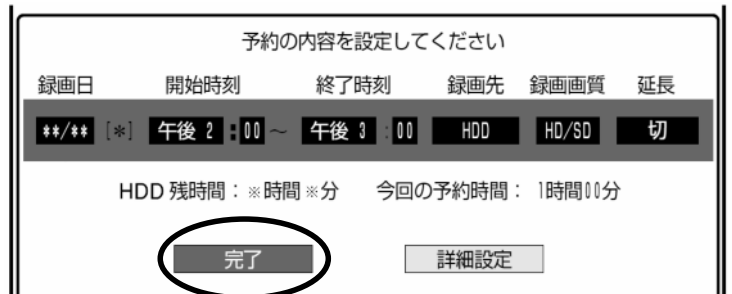 予約の内容を設定してください
録画日 開始時刻 終了時刻 録画先 録画画質 延長
**/** [*] 午後 2:00～ 午後 3:00 HDD HD/SD 切
HDD 残時間：※時間※分 今回の予約時間： 1時間00分
完了 詳細設定